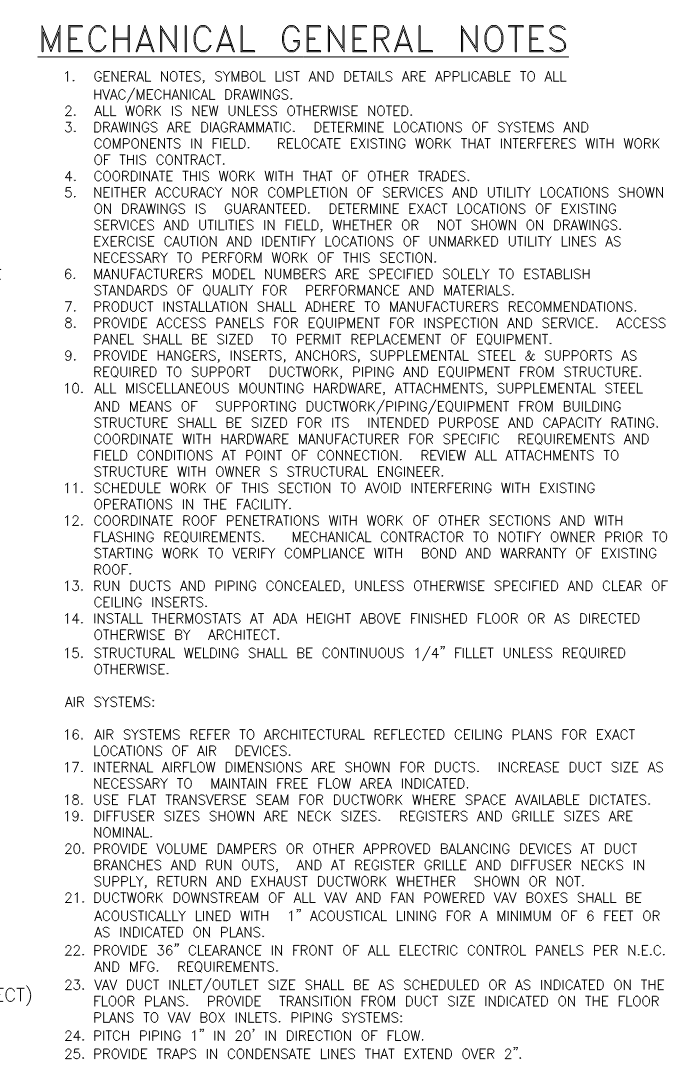 MECHANICAL GENERAL NOTES
1. GENERAL NOTES, SYMBOL LIST AND DETAILS ARE APPLICABLE TO ALL
HVAC/MECHANICAL DRAWINGS.
2. ALL WORK IS NEW UNLESS OTHERWISE NOTED.
3. DRAWINGS ARE DIAGRAMMATIC. DETERMINE LOCATIONS OF SYSTEMS AND
COMPONENTS IN FIELD. RELOCATE EXISTING WORK THAT INTERFERES WITH WORK
OF THIS CONTRACT.
4. COORDINATE THIS WORK WITH THAT OF OTHER TRADES.
5. NEITHER ACCURACY NOR COMPLETION OF SERVICES AND UTILITY LOCATIONS SHOWN
ON DRAWINGS IS GUARANTEED. DETERMINE EXACT LOCATIONS OF EXISTING
SERVICES AND UTILITIES IN FIELD, WHETHER OR NOT SHOWN ON DRAWINGS.
EXERCISE CAUTION AND IDENTIFY LOCATIONS OF UNMARKED UTILITY LINES AS
NECESSARY TO PERFORM WORK OF THIS SECTION.
6. MANUFACTURERS MODEL NUMBERS ARE SPECIFIED SOLELY TO ESTABLISH
STANDARDS OF QUALITY FOR PERFORMANCE AND MATERIALS.
7. PRODUCT INSTALLATION SHALL ADHERE TO MANUFACTURERS RECOMMENDATIONS.
8. PROVIDE ACCESS PANELS FOR EQUIPMENT FOR INSPECTION AND SERVICE. ACCESS
PANEL SHALL BE SIZED TO PERMIT REPLACEMENT OF EQUIPMENT.
9. PROVIDE HANGERS, INSERTS, ANCHORS, SUPPLEMENTAL STEEL & SUPPORTS AS
REQUIRED TO SUPPORT DUCTWORK, PIPING AND EQUIPMENT FROM STRUCTURE.
10. ALL MISCELLANEOUS MOUNTING HARDWARE, ATTACHMENTS, SUPPLEMENTAL STEEL
AND MEANS OF SUPPORTING DUCTWORK/PIPING/EQUIPMENT FROM BUILDING
STRUCTURE SHALL BE SIZED FOR ITS INTENDED PURPOSE AND CAPACITY RATING.
COORDINATE WITH HARDWARE MANUFACTURER FOR SPECIFIC REQUIREMENTS AND
FIELD CONDITIONS AT POINT OF CONNECTION. REVIEW ALL ATTACHMENTS TO
STRUCTURE WITH OWNER S STRUCTURAL ENGINEER.
11. SCHEDULE WORK OF THIS SECTION TO AVOID INTERFERING WITH EXISTING
OPERATIONS IN THE FACILITY.
12. COORDINATE ROOF PENETRATIONS WITH WORK OF OTHER SECTIONS AND WITH
FLASHING REQUIREMENTS. MECHANICAL CONTRACTOR TO NOTIFY OWNER PRIOR TO
STARTING WORK TO VERIFY COMPLIANCE WITH BOND AND WARRANTY OF EXISTING
ROOF.
13. RUN DUCTS AND PIPING CONCEALED, UNLESS OTHERWISE SPECIFIED AND CLEAR OF
CEILING INSERTS.
14. INSTALL THERMOSTATS AT ADA HEIGHT ABOVE FINISHED FLOOR OR AS DIRECTED
OTHERWISE BY ARCHITECT.
15. STRUCTURAL WELDING SHALL BE CONTINUOUS 1/4" FILLET UNLESS REQUIRED
OTHERWISE.
AIR SYSTEMS:
16. AIR SYSTEMS REFER TO ARCHITECTURAL REFLECTED CEILING PLANS FOR EXACT
LOCATIONS OF AIR DEVICES.
17. INTERNAL AIRFLOW DIMENSIONS ARE SHOWN FOR DUCTS. INCREASE DUCT SIZE AS
NECESSARY TO MAINTAIN FREE FLOW AREA INDICATED.
18. USE FLAT TRANSVERSE SEAM FOR DUCTWORK WHERE SPACE AVAILABLE DICTATES.
19. DIFFUSER SIZES SHOWN ARE NECK SIZES. REGISTERS AND GRILLE SIZES ARE
NOMINAL.
20. PROVIDE VOLUME DAMPERS OR OTHER APPROVED BALANCING DEVICES AT DUCT
BRANCHES AND RUN OUTS, AND AT REGISTER GRILLE AND DIFFUSER NECKS IN
SUPPLY, RETURN AND EXHAUST DUCTWORK WHETHER SHOWN OR NOT.
21. DUCTWORK DOWNSTREAM OF ALL VAV AND FAN POWERED VAV BOXES SHALL BE
ACOUSTICALLY LINED WITH 1" ACOUSTICAL LINING FOR A MINIMUM OF 6 FEET OR
AS INDICATED ON PLANS.
22. PROVIDE 36" CLEARANCE IN FRONT OF ALL ELECTRIC CONTROL PANELS PER N.E.C.
AND MFG. REQUIREMENTS.
23. VAV DUCT INLET/OUTLET SIZE SHALL BE AS SCHEDULED OR AS INDICATED ON THE
FLOOR PLANS. PROVIDE TRANSITION FROM DUCT SIZE INDICATED ON THE FLOOR
PLANS TO VAV BOX INLETS. PIPING SYSTEMS:
24. PITCH PIPING 1" IN 20' IN DIRECTION OF FLOW.
25. PROVIDE TRAPS IN CONDENSATE LINES THAT EXTEND OVER 2".
ECT)